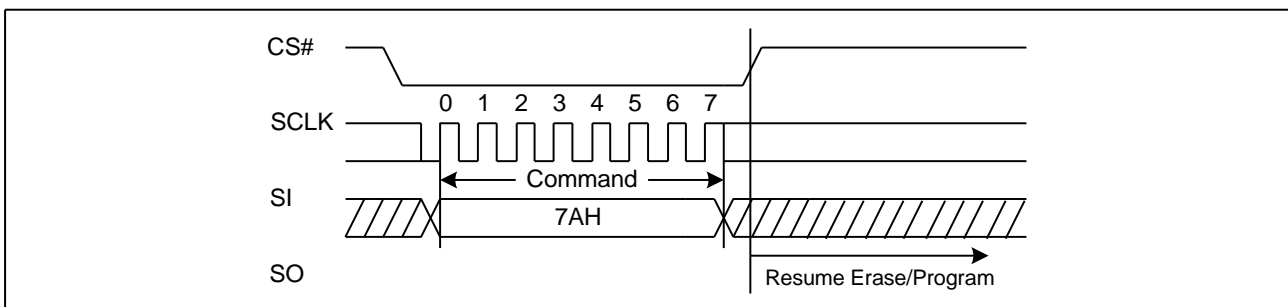 CS#
0 1 2 3 4 5 6 7
SCLK
Command
SI
7AH
SO
Resume Erase/Program